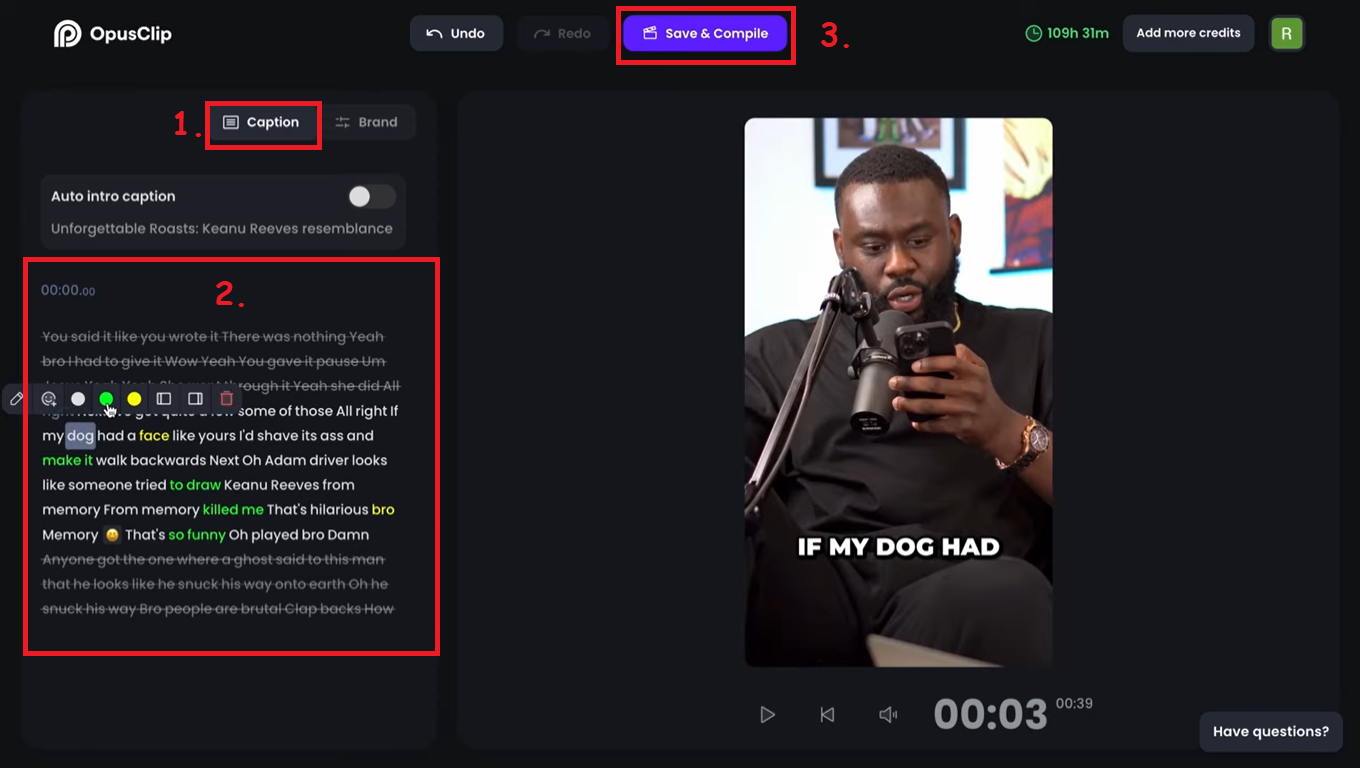 OpusClip
Undo
Redo
Save & Compile
3.
109h 31m
Add more credits
R
1.
Caption
Brand
Auto intro caption
Unforgettable Roasts: Keanu Reeves resemblance
00:00.00
2.
You said it like you wrote it There was nothing Yeah
bro I had to give it Wow Yeah You gave it pause Um
through it Yeah she did All
some of those All right If
my dog had a face like yours I'd shave its ass and
make it walk backwards Next Oh Adam driver looks
like someone tried to draw Keanu Reeves from
memory From memory killed me That's hilarious bro
Memory 😀 That's so funny Oh played bro Damn
Anyone got the one where a ghost said to this man
that he looks like he snuck his way onto earth Oh he
snuck his way Bro people are brutal Clap backs How
IF MY DOG HAD
00:03
00:39
Have questions?